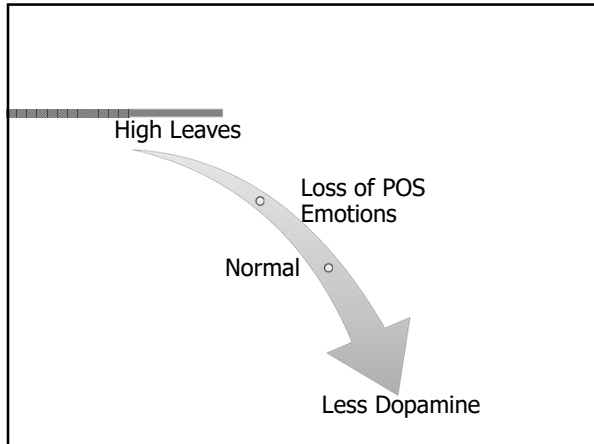 High Leaves
Loss of POS
Emotions
Normal
Less Dopamine